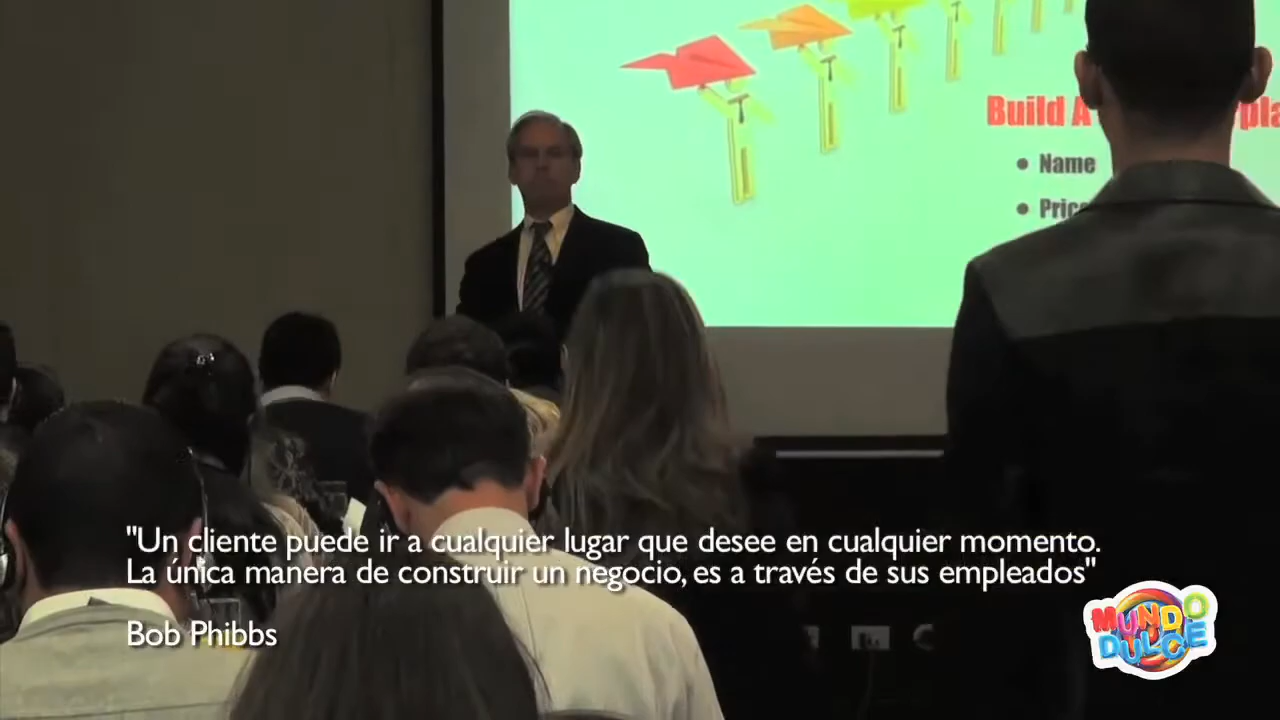 Build A
• Name
"Un cliente puede ir a cualquier lugar que desee en cualquier momento.
La única manera de construir un negocio, es a través de sus empleados"
Bob Phibbs
MUNDO
DULCE